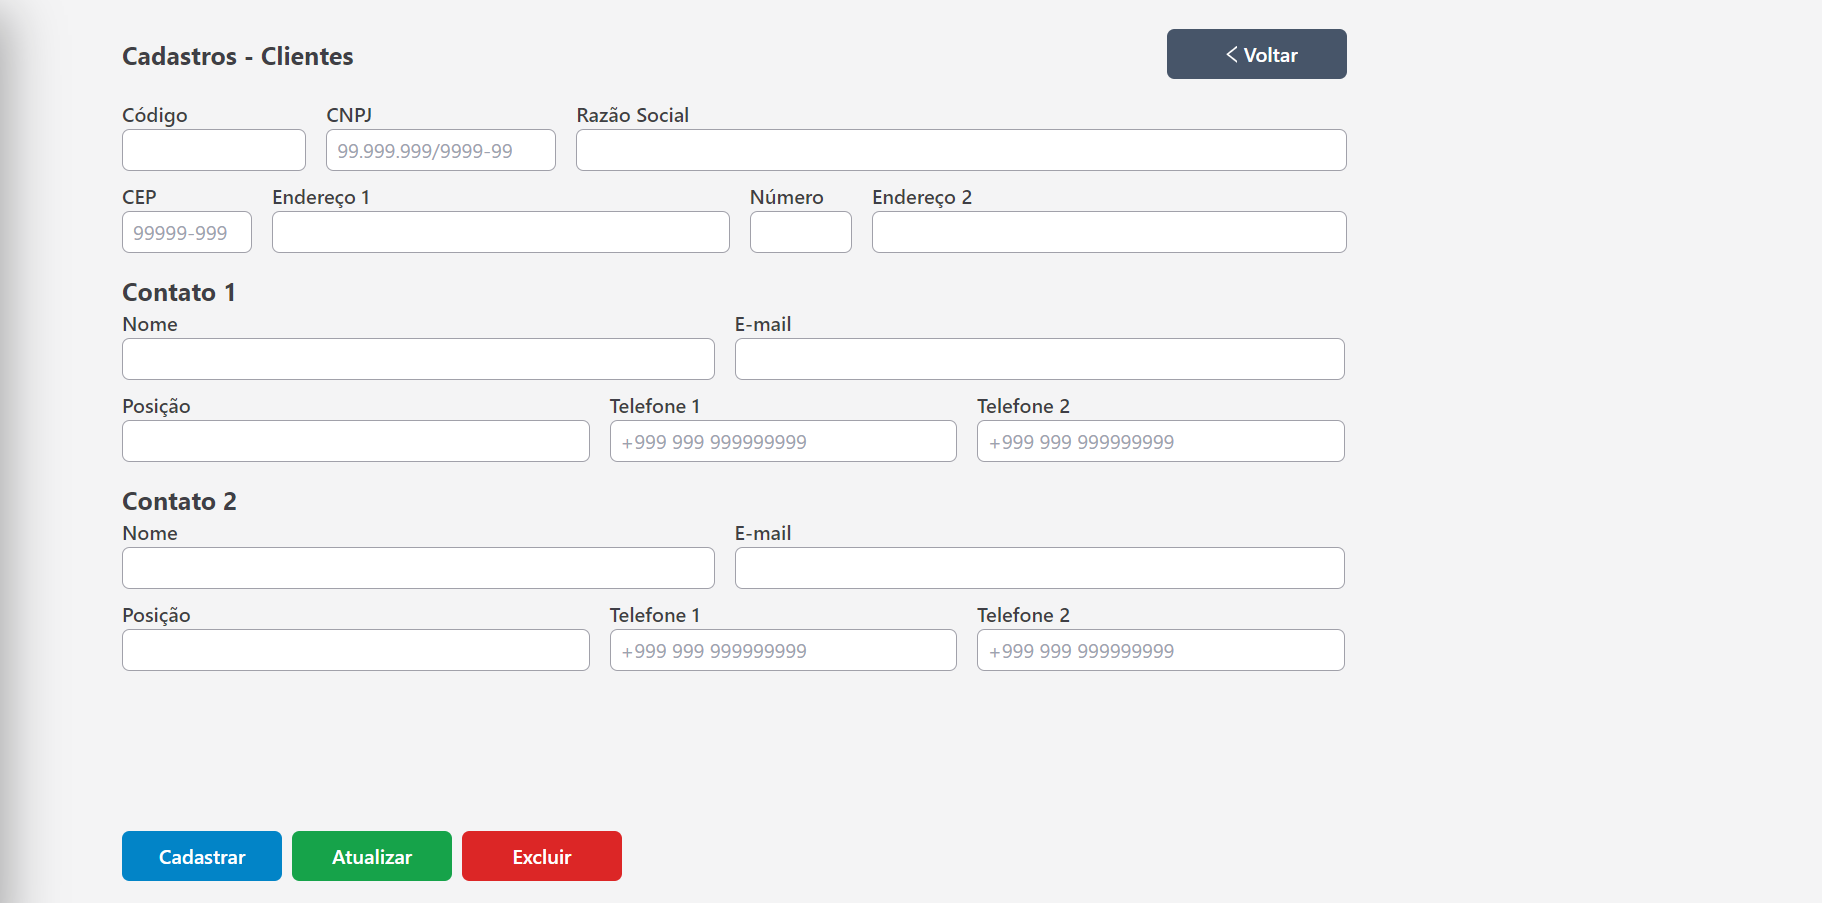 Cadastros - Clientes
< Voltar
Código CNPJ Razão Social
99.999.999/9999-99
CEP Endereço 1 Número Endereço 2
99999-999
Contato 1
Nome E-mail
Posição Telefone 1 Telefone 2
+999 999 999999999 +999 999 999999999
Contato 2
Nome E-mail
Posição Telefone 1 Telefone 2
+999 999 999999999 +999 999 999999999
Cadastrar Atualizar Excluir